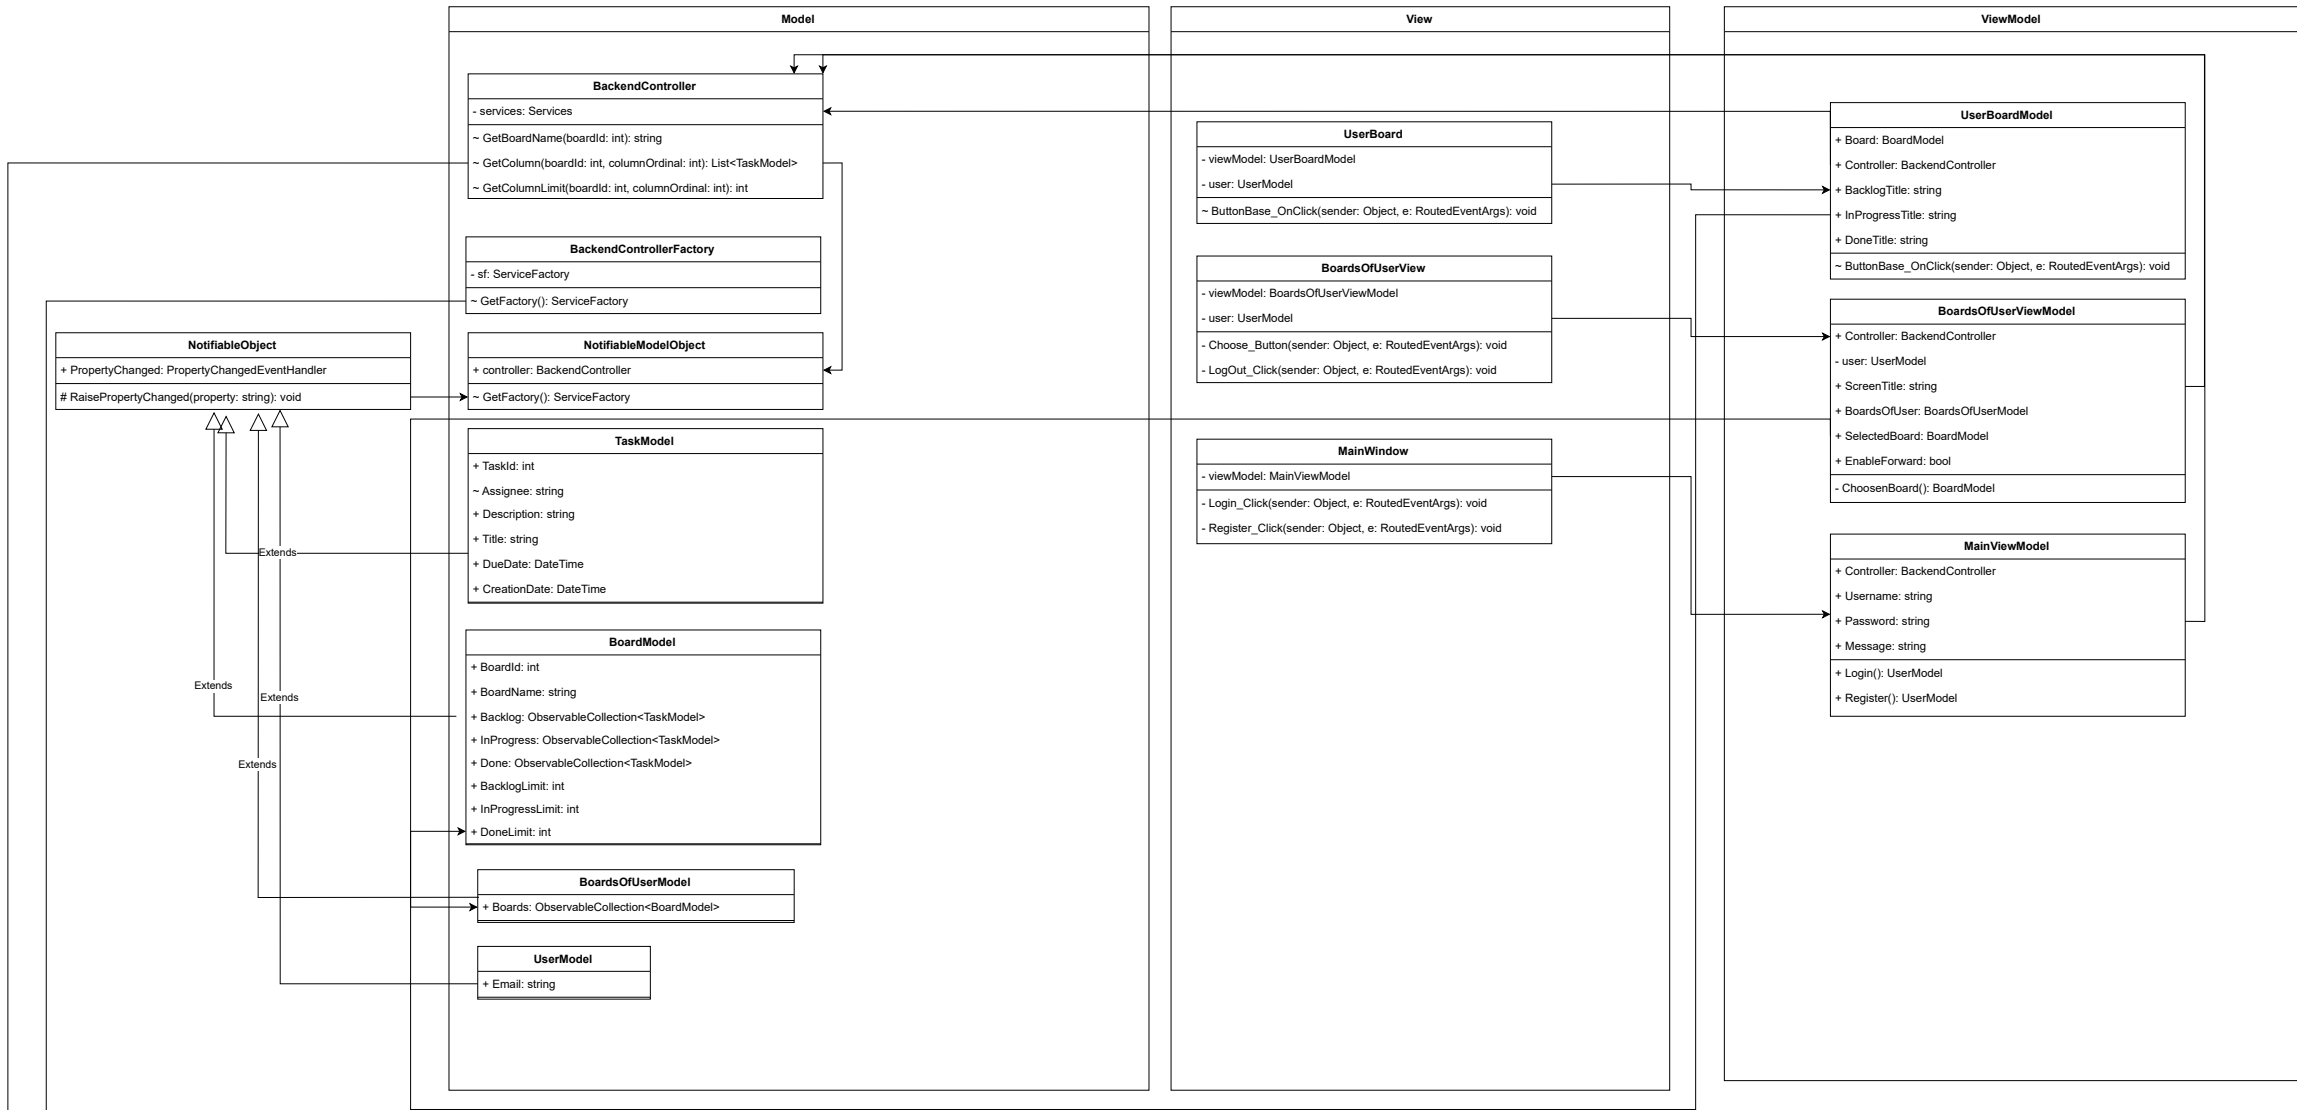 Model
BackendController
- services: Services
~ GetBoardName(boardId: int): string
~ GetColumn(boardId: int, columnOrdinal: int): List<TaskModel>
~ GetColumnLimit(boardId: int, columnOrdinal: int): int
BackendControllerFactory
- sf: ServiceFactory
~ GetFactory(): ServiceFactory
NotifiableObject
+ PropertyChanged: PropertyChangedEventHandler
# RaisePropertyChanged(property: string): void
NotifiableModelObject
+ controller: BackendController
~ GetFactory(): ServiceFactory
TaskModel
+ TaskId: int
~ Assignee: string
+ Description: string
+ Title: string
+ DueDate: DateTime
+ CreationDate: DateTime
Extends
BoardModel
+ BoardId: int
+ BoardName: string
+ Backlog: ObservableCollection<TaskModel>
+ InProgress: ObservableCollection<TaskModel>
+ Done: ObservableCollection<TaskModel>
+ BacklogLimit: int
+ InProgressLimit: int
+ DoneLimit: int
Extends
Extends
Extends
BoardsOfUserModel
+ Boards: ObservableCollection<BoardModel>
UserModel
+ Email: string
View
UserBoard
- viewModel: UserBoardModel
- user: UserModel
~ ButtonBase_OnClick(sender: Object, e: RoutedEventArgs): void
BoardsOfUserView
- viewModel: BoardsOfUserViewModel
- user: UserModel
- Choose_Button(sender: Object, e: RoutedEventArgs): void
- LogOut_Click(sender: Object, e: RoutedEventArgs): void
MainWindow
- viewModel: MainViewModel
- Login_Click(sender: Object, e: RoutedEventArgs): void
- Register_Click(sender: Object, e: RoutedEventArgs): void
ViewModel
UserBoardModel
+ Board: BoardModel
+ Controller: BackendController
+ BacklogTitle: string
+ InProgressTitle: string
+ DoneTitle: string
~ ButtonBase_OnClick(sender: Object, e: RoutedEventArgs): void
BoardsOfUserViewModel
+ Controller: BackendController
- user: UserModel
+ ScreenTitle: string
+ BoardsOfUser: BoardsOfUserModel
+ SelectedBoard: BoardModel
+ EnableForward: bool
- ChoosenBoard(): BoardModel
MainViewModel
+ Controller: BackendController
+ Username: string
+ Password: string
+ Message: string
+ Login(): UserModel
+ Register(): UserModel